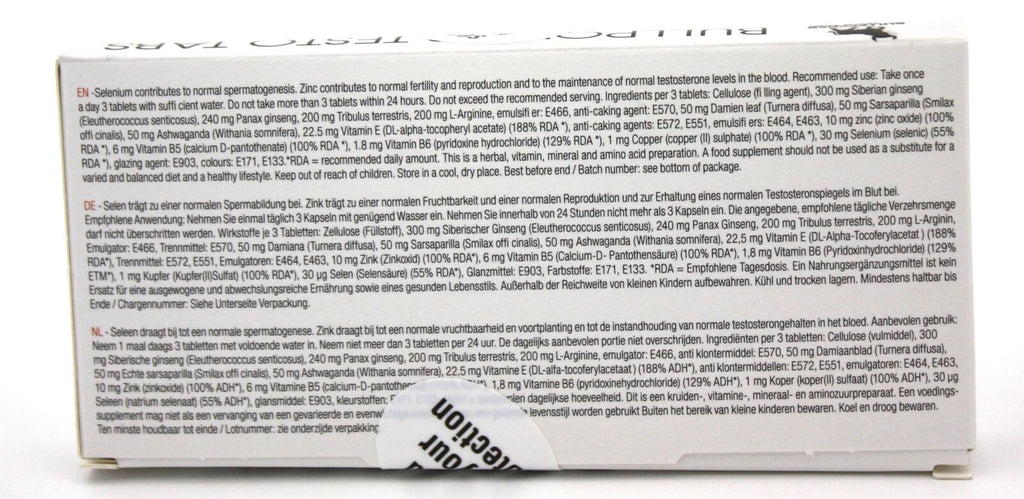 BULLPO & TESTO TABS
EN -Selenium contributes to normal spermatogenesis. Zinc contributes to normal fertility and reproduction and to the maintenance of normal testosterone levels in the blood. Recommended use: Take once
a day 3 tablets with suffi cient water. Do not take more than 3 tablets within 24 hours. Do not exceed the recommended serving. Ingredients per 3 tablets: Cellulose (fi lling agent), 300 mg Siberian ginseng
(Eleutherococcus senticosus), 240 mg Panax ginseng, 200 mg Tribulus terrestris, 200 mg L-Arginine, emulsifi er: E466, anti-caking agent: E570, 50 mg Damien leaf (Turnera diffusa), 50 mg Sarsaparilla (Smilax
offi cinalis), 50 mg Ashwaganda (Withania somnifera), 22.5 mg Vitamin E (DL-alpha-tocopheryl acetate) (188% RDA *), anti-caking agents: E572, E551, emulsifi ers: E464, E463, 10 mg zinc (zinc oxide) (100%
RDA *), 6 mg Vitamin B5 (calcium D-pantothenate) (100% RDA *), 1.8 mg Vitamin B6 (pyridoxine hydroxide) (129% RDA *), 1 mg Copper (copper (II) sulphate) (100% RDA *), 30 mg Selenium (selenic) (55%
RDA *), glazing agent: E903, colours: E171, E133.*RDA = recommended daily amount. This is a herbal, vitamin, mineral and amino acid preparation. A food supplement should not be used as a substitute for a
varied and balanced diet and a healthy lifestyle. Keep out of reach of children. Store in a cool, dry place. Best before end / Batch number: see bottom of package.
DE - Selen trägt zu einer normalen Spermabildung bei. Zink trägt zu einer normalen Fruchtbarkeit und einer normalen Reproduktion und zur Erhaltung eines normalen Testosteronspiegels im Blut bei.
Empfohlene Anwendung: Nehmen Sie einmal täglich 3 Kapseln mit genügend Wasser ein. Nehmen Sie innerhalb von 24 Stunden nicht mehr als 3 Kapseln ein. Die angegebene, empfohlene tägliche Verzehrsmenge
darf nicht überschritten werden. Wirkstoffe je 3 Tabletten: Zellulose (Füllstoff), 300 mg Siberischer Ginseng (Eleutherococcus senticosus), 240 mg Panax Ginseng, 200 mg Tribulus terrestris, 200 mg L-Arginin,
Emulgator: E466, Trennmittel: E570, 50 mg Damiana (Turnera diffusa), 50 mg Sarsaparilla (Smilax offi cinalis), 50 mg Ashwaganda (Withania somnifera), 22,5 mg Vitamin E (DL-Alpha-Tocoferylacetat ) (188%
RDA*), Trennmittel: E572, E551, Emulgatoren: E464, E463, 10 mg Zink (Zinkoxid) (100% RDA*), 6 mg Vitamin B5 (Calcium-D- Pantothensäure) (100% RDA*), 1,8 mg Vitamin B6 (Pyridoxinhydrochloride) (129%
ETM*), 1 mg Kupfer (Kupfer(II)Sulfat) (100% RDA*), 30 µg Selen (Selensäure) (55% RDA*), Glanzmittel: E903, Farbstoffe: E171, E133. *RDA = Empfohlene Tagesdosis. Ein Nahrungsergänzungsmittel ist kein
Ersatz für eine ausgewogene und abwechslungsreiche Ernährung sowie eines gesunden Lebensstils. Außerhalb der Reichweite von kleinen Kindern aufbewahren. Kühl und trocken lagern. Mindestens haltbar bis
Ende / Chargennummer: Siehe Unterseite Verpackung.
NL - Seleen draagt bij tot een normale spermatogenese. Zink draagt bij tot een normale vruchtbaarheid en voortplanting en tot de instandhouding van normale testosterongehalten in het bloed. Aanbevolen gebruik:
Neem 1 maal daags 3 tabletten met voldoende water in. Neem niet meer dan 3 tabletten per 24 uur. De dagelijks aanbevolen portie niet overschrijden. Ingrediënten per 3 tabletten: Cellulose (vulmiddel), 300
mg Siberische ginseng (Eleutherococcus senticosus), 240 mg Panax ginseng, 200 mg Tribulus terrestris, 200 mg L-Arginine, emulgator: E466, anti klontermiddel: E570, 50 mg Damiaanblad (Turnera diffusa),
50 mg Echte sarsaparilla (Smilax offi cinalis), 50 mg Ashwaganda (Withania somnifera), 22,5 mg Vitamine E (DL-alfa-tocoferylacetaat ) (188% ADH*), anti klontermiddellen: E572, E551, emulgatoren: E464, E463,
10 mg Zink (zinkoxide) (100% ADH*), 6 mg Vitamine B5 (calcium-D-pantothe 1,8 mg Vitamine B6 (pyridoxinehydrochloride) (129% ADH*), 1 mg Koper (koper(II) sulfaat) (100% ADH*), 30 µg
Seleen (natrium selenaat) (55% ADH*), glansmiddel: E903, kleurstoffen: len dagelijkse hoeveelheid. Dit is een kruiden-, vitamine-, mineraal- en aminozuurpreparaat. Een voedings-
supplement mag niet als een vervanging van een gevarieerde en evenw levensstijl worden gebruikt Buiten het bereik van kleine kinderen bewaren. Koel en droog bewaren.
Ten minste houdbaar tot einde / Lotnummer: zie onderzijde verpakking
our
otection